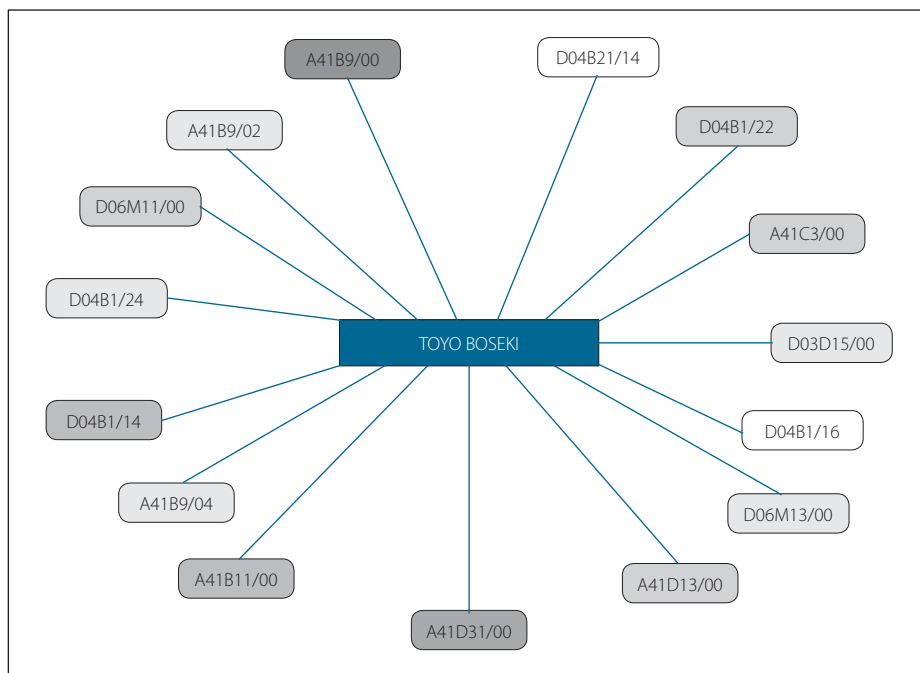 A41B9/00
D04B21/14
D04B1/22
A41B9/02
D06M11/00
A41C3/00
D04B1/24
TOYO BOSEKI
D03D15/00
D04B1/14
D04B1/16
A41B9/04
D06M13/00
A41B11/00
A41D13/00
A41D31/00